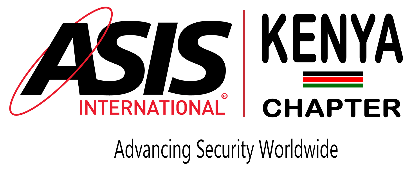 ASIS
INTERNATIONAL®
KENYA
CHAPTER
Advancing Security Worldwide